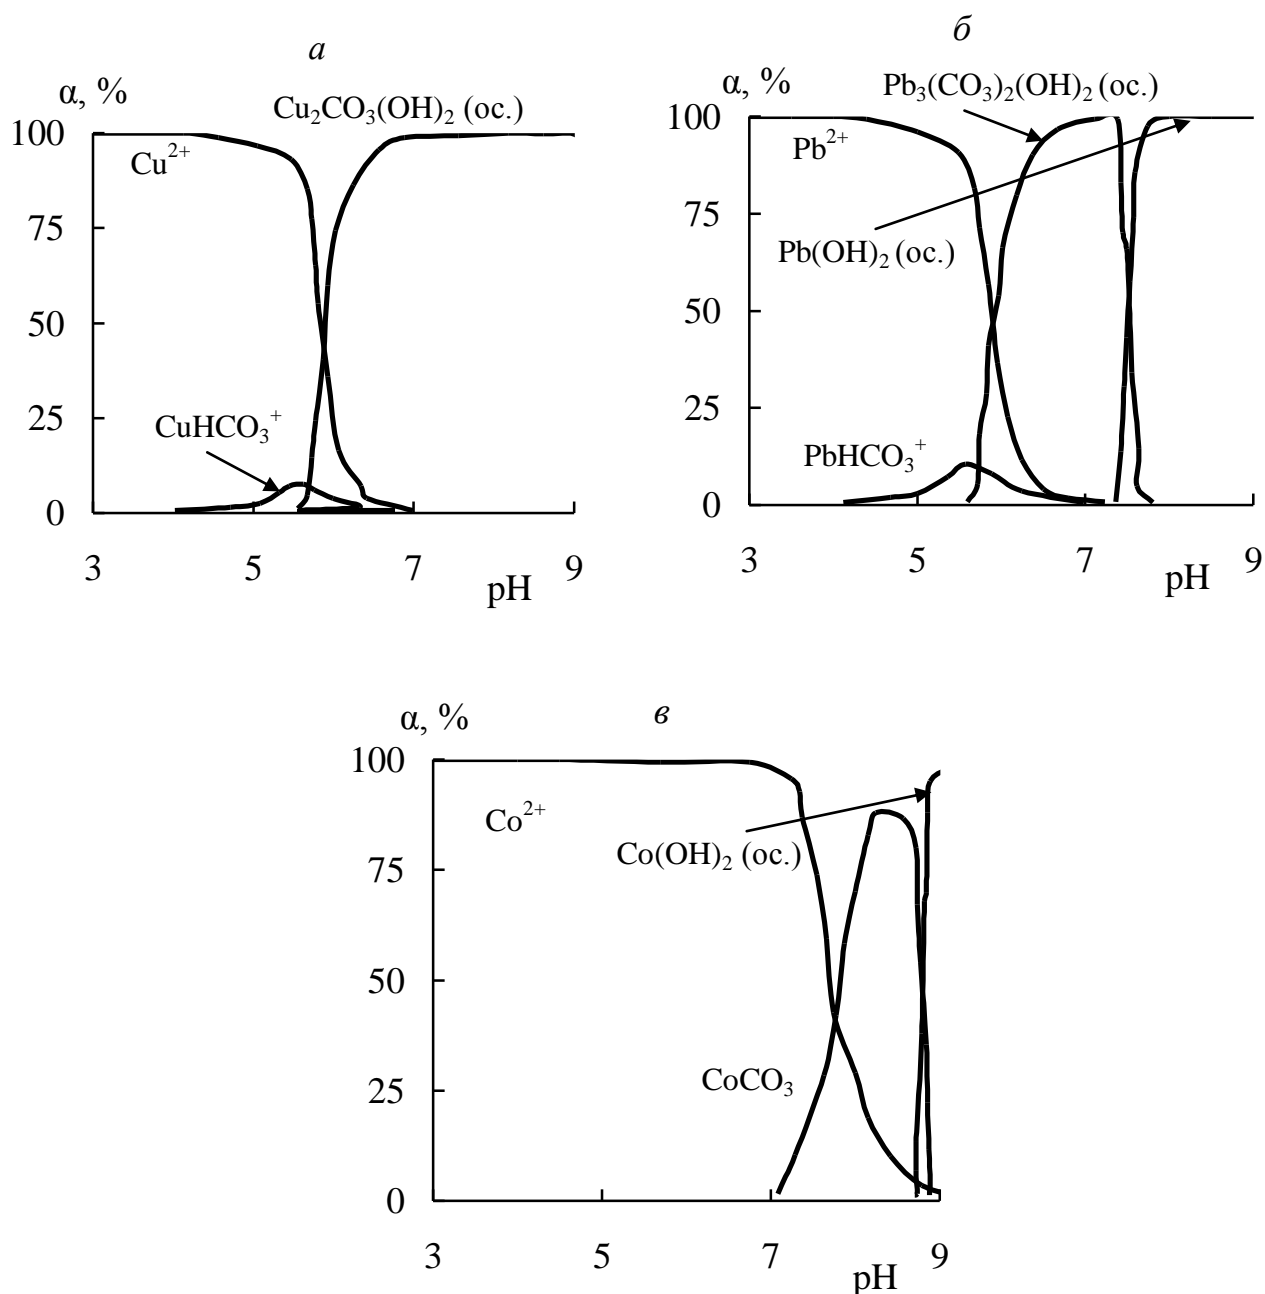 а
α, %
Cu₂CO₃(OH)₂ (ос.)
100
Cu²⁺
75
50
25
CuHCO₃⁺
0
3 5 7 9
pH
б
α, %
Pb₃(CO₃)₂(OH)₂ (ос.)
100
Pb²⁺
75
Pb(OH)₂ (ос.)
50
25
PbHCO₃⁺
0
3 5 7 9
pH
в
α, %
100
Co²⁺
Co(OH)₂ (ос.)
75
50
CoCO₃
25
0
3 5 7 9
pH